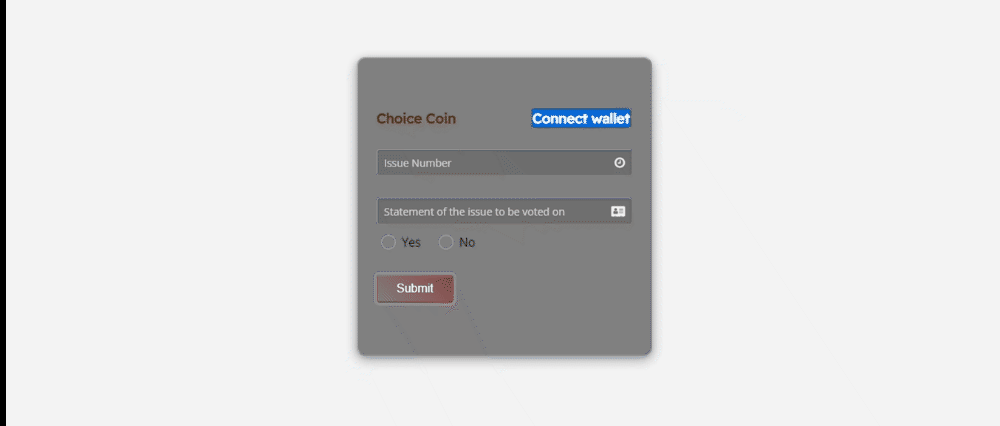 Choice Coin Connect wallet
Issue Number
Statement of the issue to be voted on
Yes No
Submit